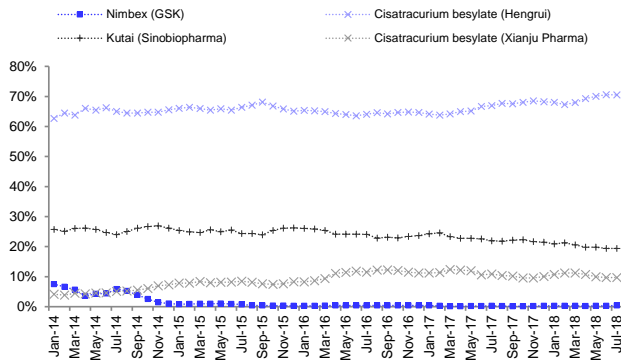 Nimbex (GSK)
Cisatracurium besylate (Hengrui)
Kutai (Sinobiopharma)
Cisatracurium besylate (Xianju Pharma)
80%
70%
60%
50%
40%
30%
20%
10%
0%
Jan-14
Mar-14
May-14
Jul-14
Sep-14
Nov-14
Jan-15
Mar-15
May-15
Jul-15
Sep-15
Nov-15
Jan-16
Mar-16
May-16
Jul-16
Sep-16
Nov-16
Jan-17
Mar-17
May-17
Jul-17
Sep-17
Nov-17
Jan-18
Mar-18
May-18
Jul-18